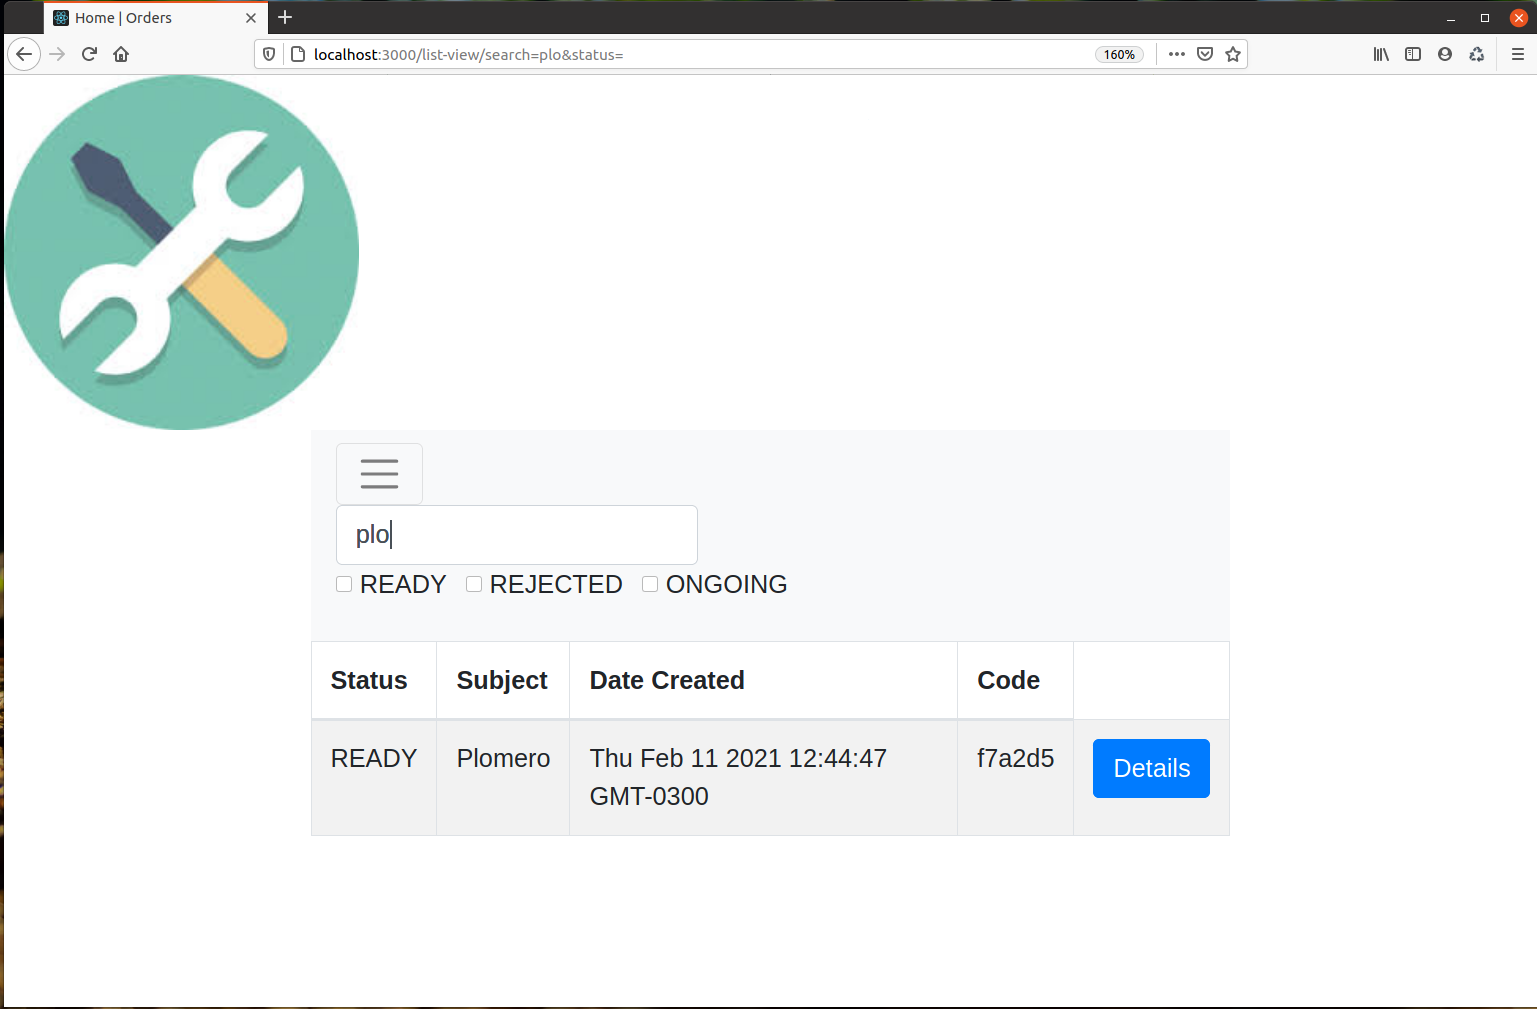 Home | Orders
localhost:3000/list-view/search=plo&status=
160%
plo
READY REJECTED ONGOING
Status Subject Date Created Code
READY Plomero Thu Feb 11 2021 12:44:47 f7a2d5 Details
GMT-0300